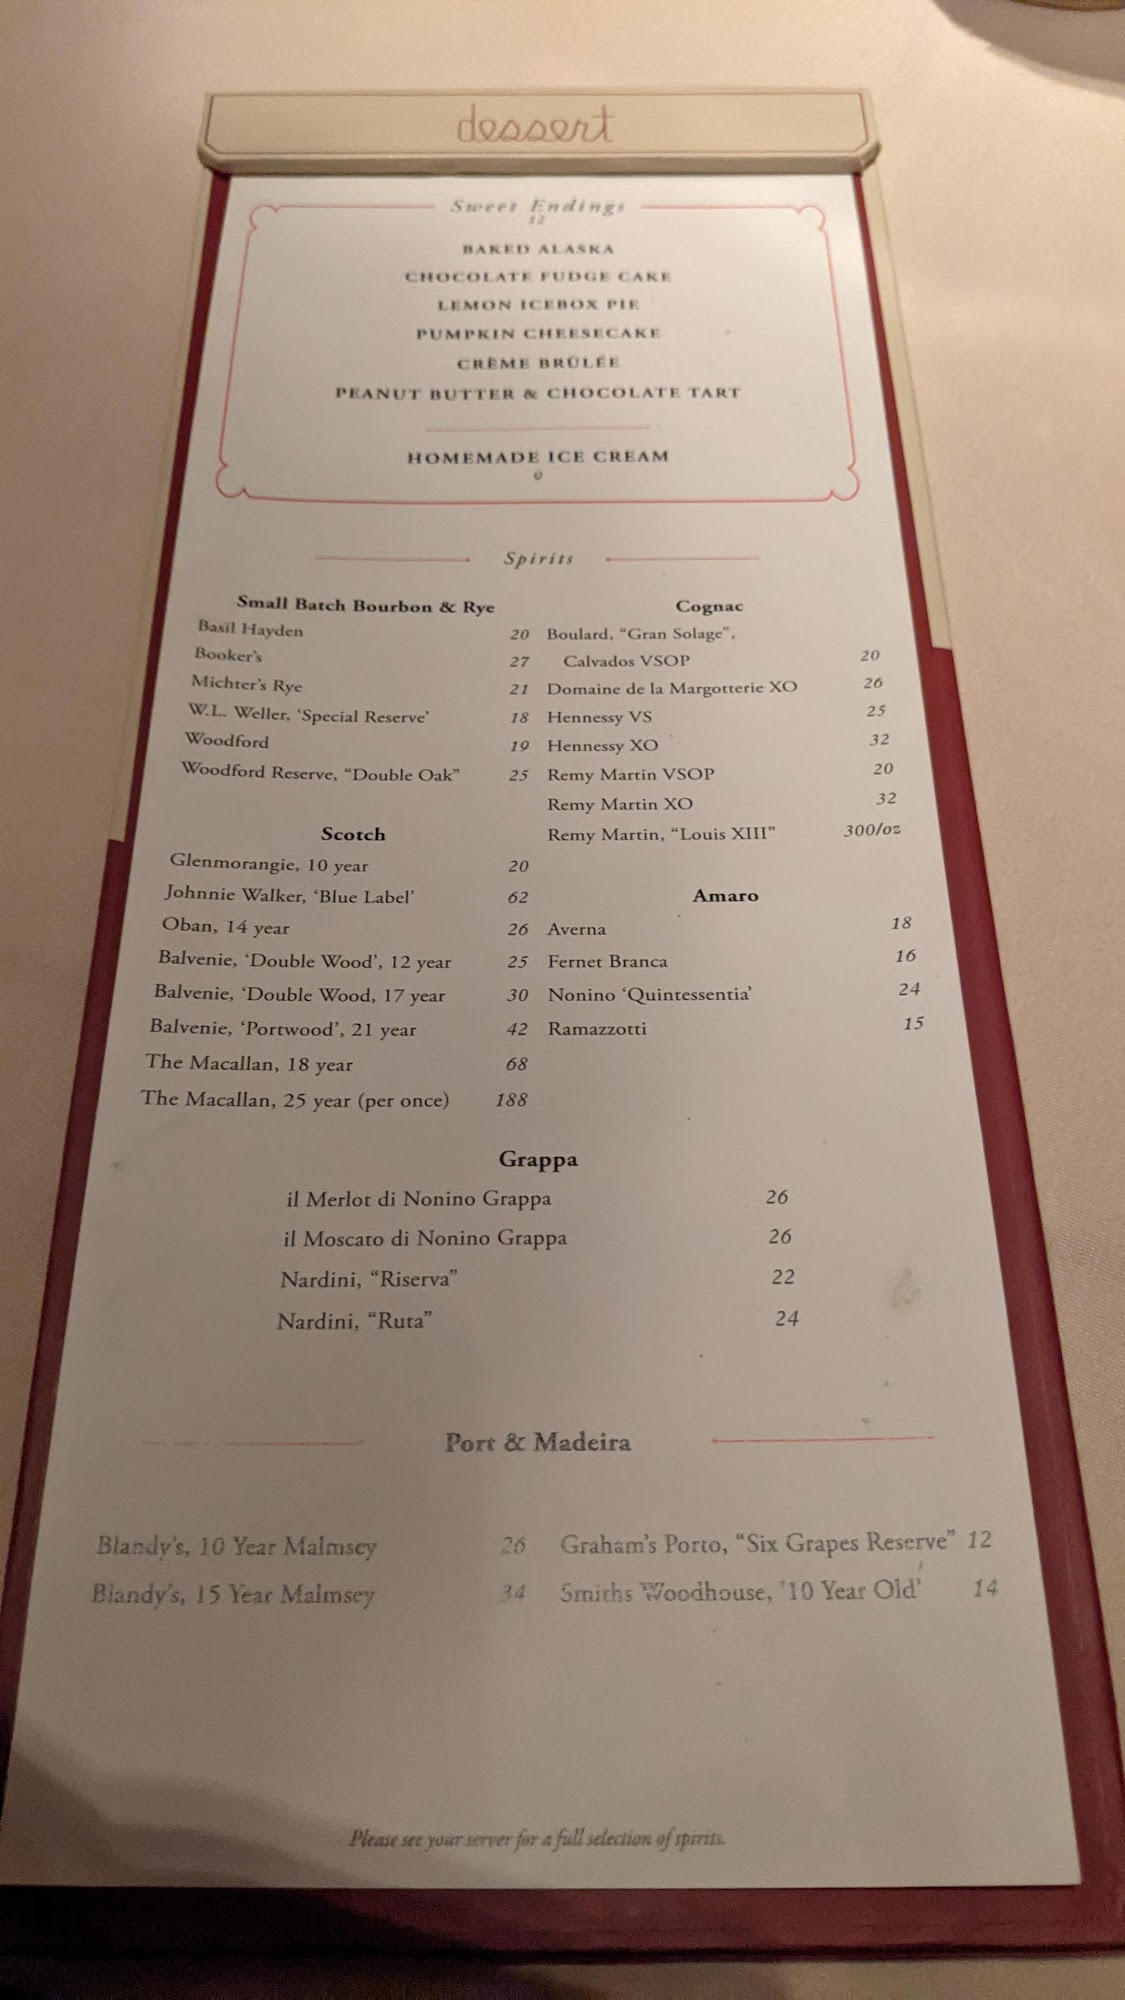 dessert
Sweet Endings
BAKED ALASKA
CHOCOLATE FUDGE CAKE
LEMON ICEBOX PIE
PUMPKIN CHEESECAKE
CRÈME BRÛLÉE
PEANUT BUTTER & CHOCOLATE TART
HOMEMADE ICE CREAM
Spirits
Small Batch Bourbon & Rye
Basil Hayden 20
Booker's 27
Michter's Rye 21
W.L. Weller, ‘Special Reserve’ 18
Woodford 19
Woodford Reserve, “Double Oak” 25
Scotch
Glenmorangie, 10 year 20
Johnnie Walker, ‘Blue Label’ 62
Oban, 14 year 26
Balvenie, ‘Double Wood’, 12 year 25
Balvenie, ‘Double Wood, 17 year 30
Balvenie, ‘Portwood’, 21 year 42
The Macallan, 18 year 68
The Macallan, 25 year (per once) 188
Cognac
Boulard, “Gran Solage”,
Calvados VSOP 20
Domaine de la Margotterie XO 26
Hennessy VS 25
Hennessy XO 32
Remy Martin VSOP 20
Remy Martin XO 32
Remy Martin, “Louis XIII” 300/oz
Amaro
Averna 18
Fernet Branca 16
Nonino ‘Quintessentia’ 24
Ramazzotti 15
Grappa
il Merlot di Nonino Grappa 26
il Moscato di Nonino Grappa 26
Nardini, “Riserva” 22
Nardini, “Ruta” 24
Port & Madeira
Blandy's, 10 Year Malmsey 26
Blandy's, 15 Year Malmsey 34
Graham's Porto, “Six Grapes Reserve” 12
Smiths Woodhouse, ’10 Year Old’ 14
Please see your server for a full selection of spirits.